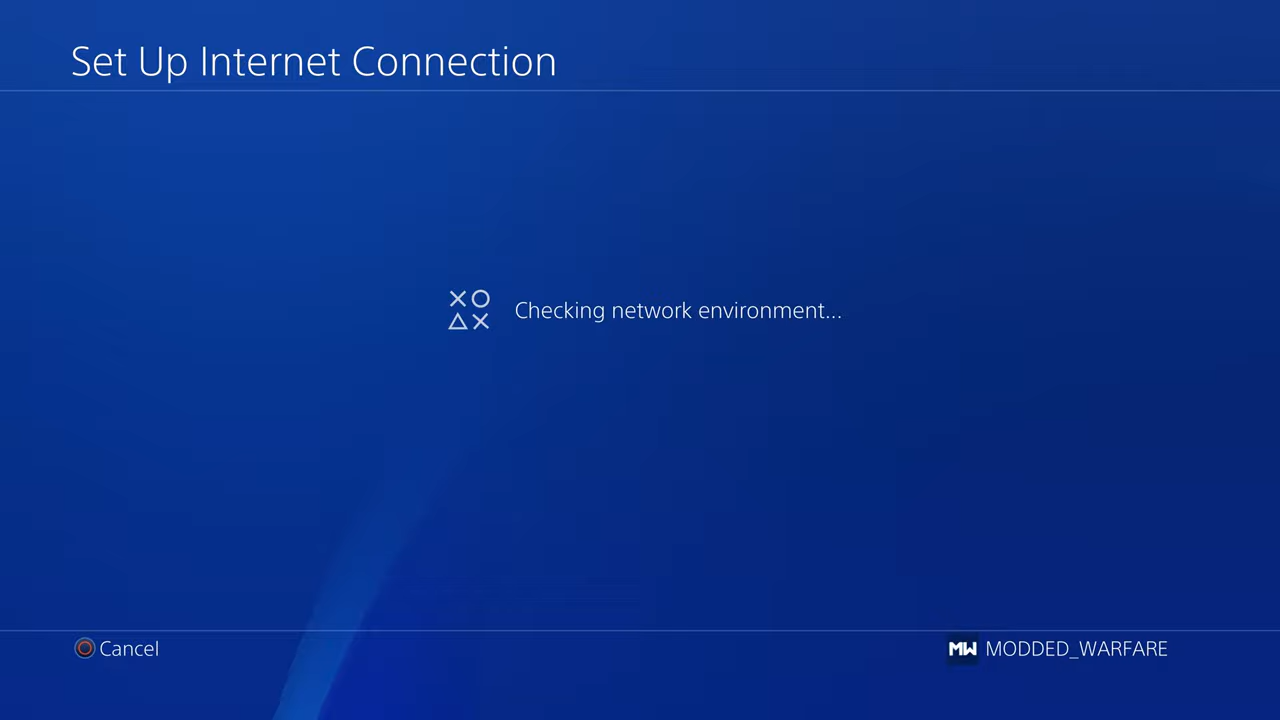 Set Up Internet Connection
Checking network environment...
Cancel
MW MODDED_WARFARE